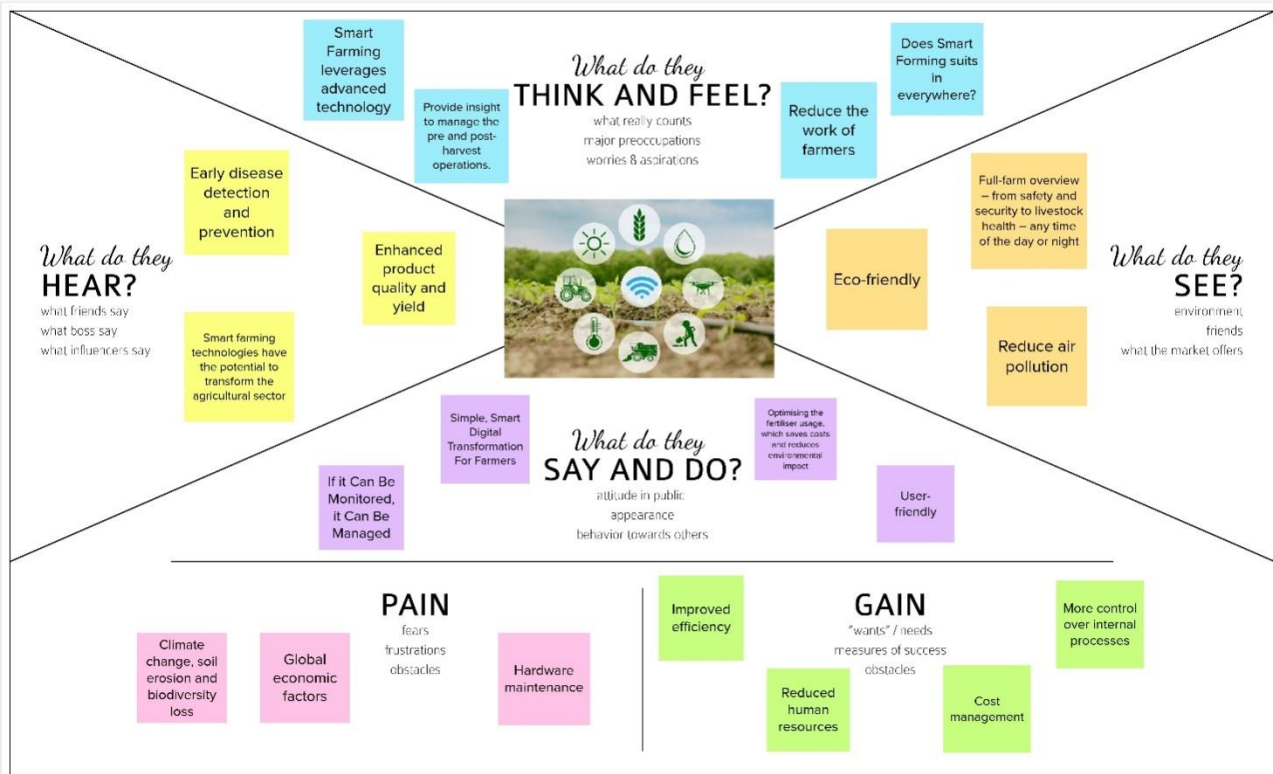 Smart
Farming
leverages
advanced
technology
Provide insight
to manage the
pre and post-
harvest
operations.
What do they
THINK AND FEEL?
what really counts
major preoccupations
worries & aspirations
Reduce the
work of
farmers
Does Smart
Forming suits
in
everywhere?
What do they
HEAR?
what friends say
what boss say
what influencers say
Early disease
detection
and
prevention
Enhanced
product
quality and
yield
Smart farming
technologies have
the potential to
transform the
agricultural sector
Eco-friendly
Full-farm overview
– from safety and
security to livestock
health – any time
of the day or night
Reduce air
pollution
What do they
SEE?
environment
friends
what the market offers
If it Can Be
Monitored,
it Can Be
Managed
Simple, Smart
Digital
Transformation
For Farmers
What do they
SAY AND DO?
attitude in public
appearance
behavior towards others
Optimising the
fertiliser usage,
which saves costs
and reduces
environmental
impact
User-
friendly
PAIN
fears
frustrations
obstacles
Climate
change, soil
erosion and
biodiversity
loss
Global
economic
factors
Hardware
maintenance
GAIN
"wants" / needs
measures of success
obstacles
Improved
efficiency
Reduced
human
resources
Cost
management
More control
over internal
processes